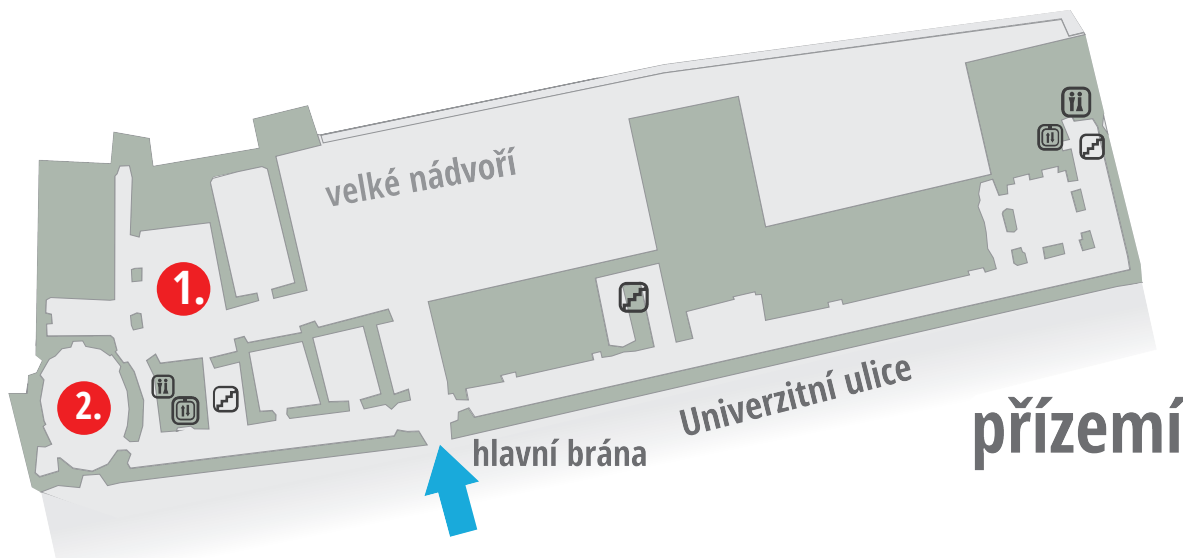 velké nádvoří
1.
2.
Univerzitní ulice
hlavní brána
přízemí